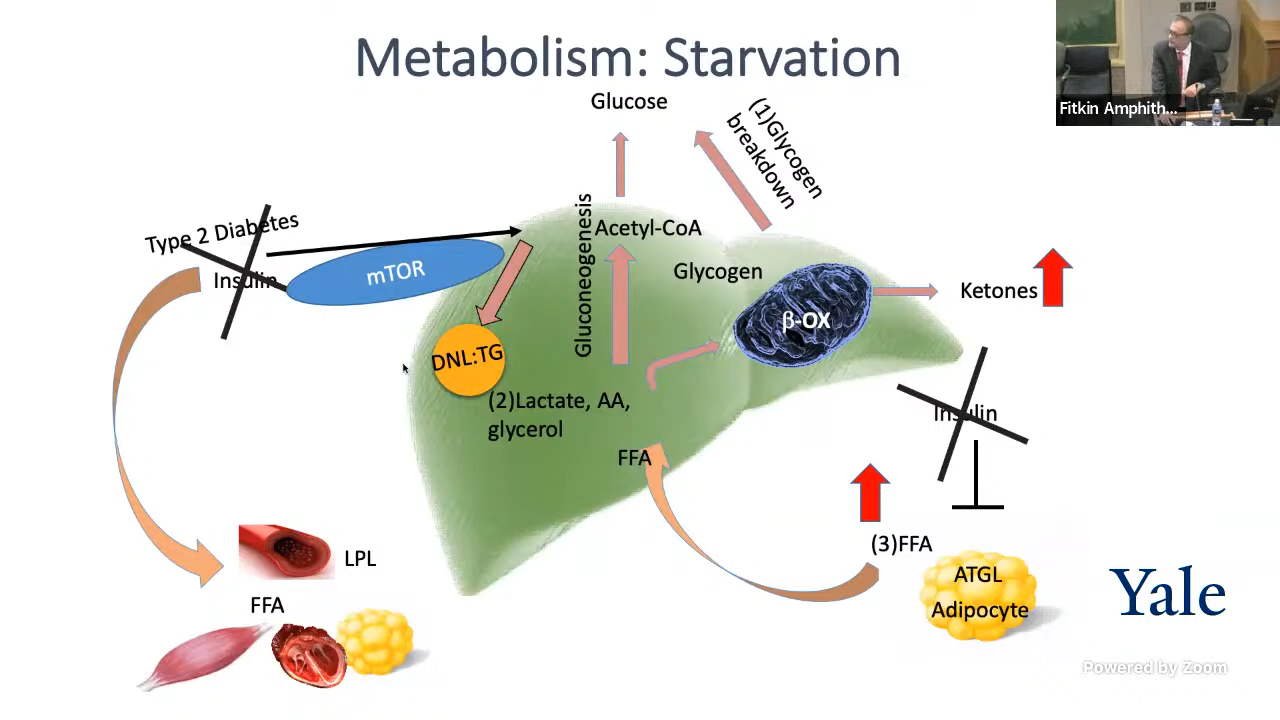 Metabolism: Starvation
Fitkin Amphith...
Glucose
(1)Glycogen
breakdown
Type 2 Diabetes
Insulin
mTOR
Gluconeogenesis
Acetyl-CoA
Glycogen
β-OX
Ketones
DNL:TG
(2)Lactate, AA,
glycerol
FFA
Insulin
(3)FFA
ATGL
Adipocyte
LPL
FFA
Yale
Powered by Zoom